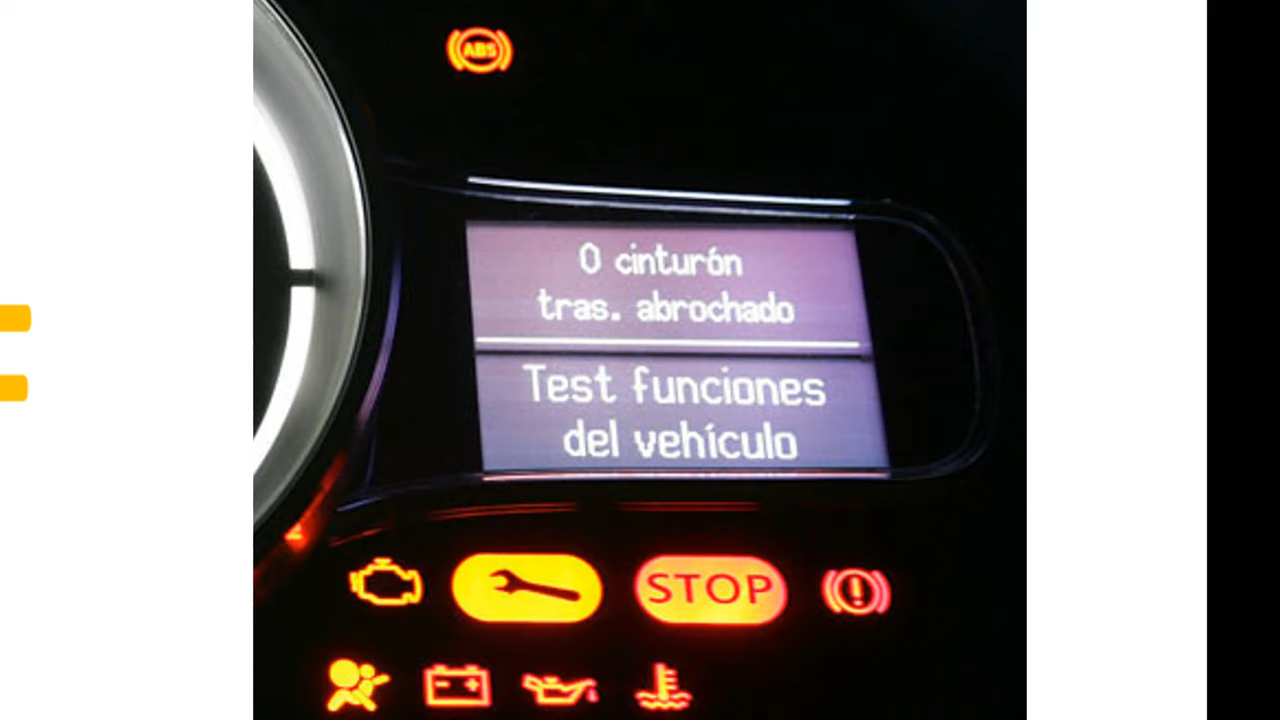 ABS
0 cinturón
tras. abrochado
Test funciones
del vehículo
STOP